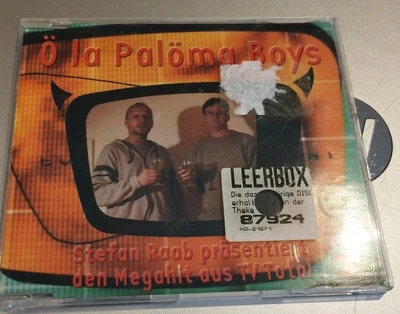 Ö la Palöma Boys
LEERBOX
Die dazugehörige DISC
erhalten an der
Theke
87924
Stefan Raab präsentiert
den Megahit aus TV Total